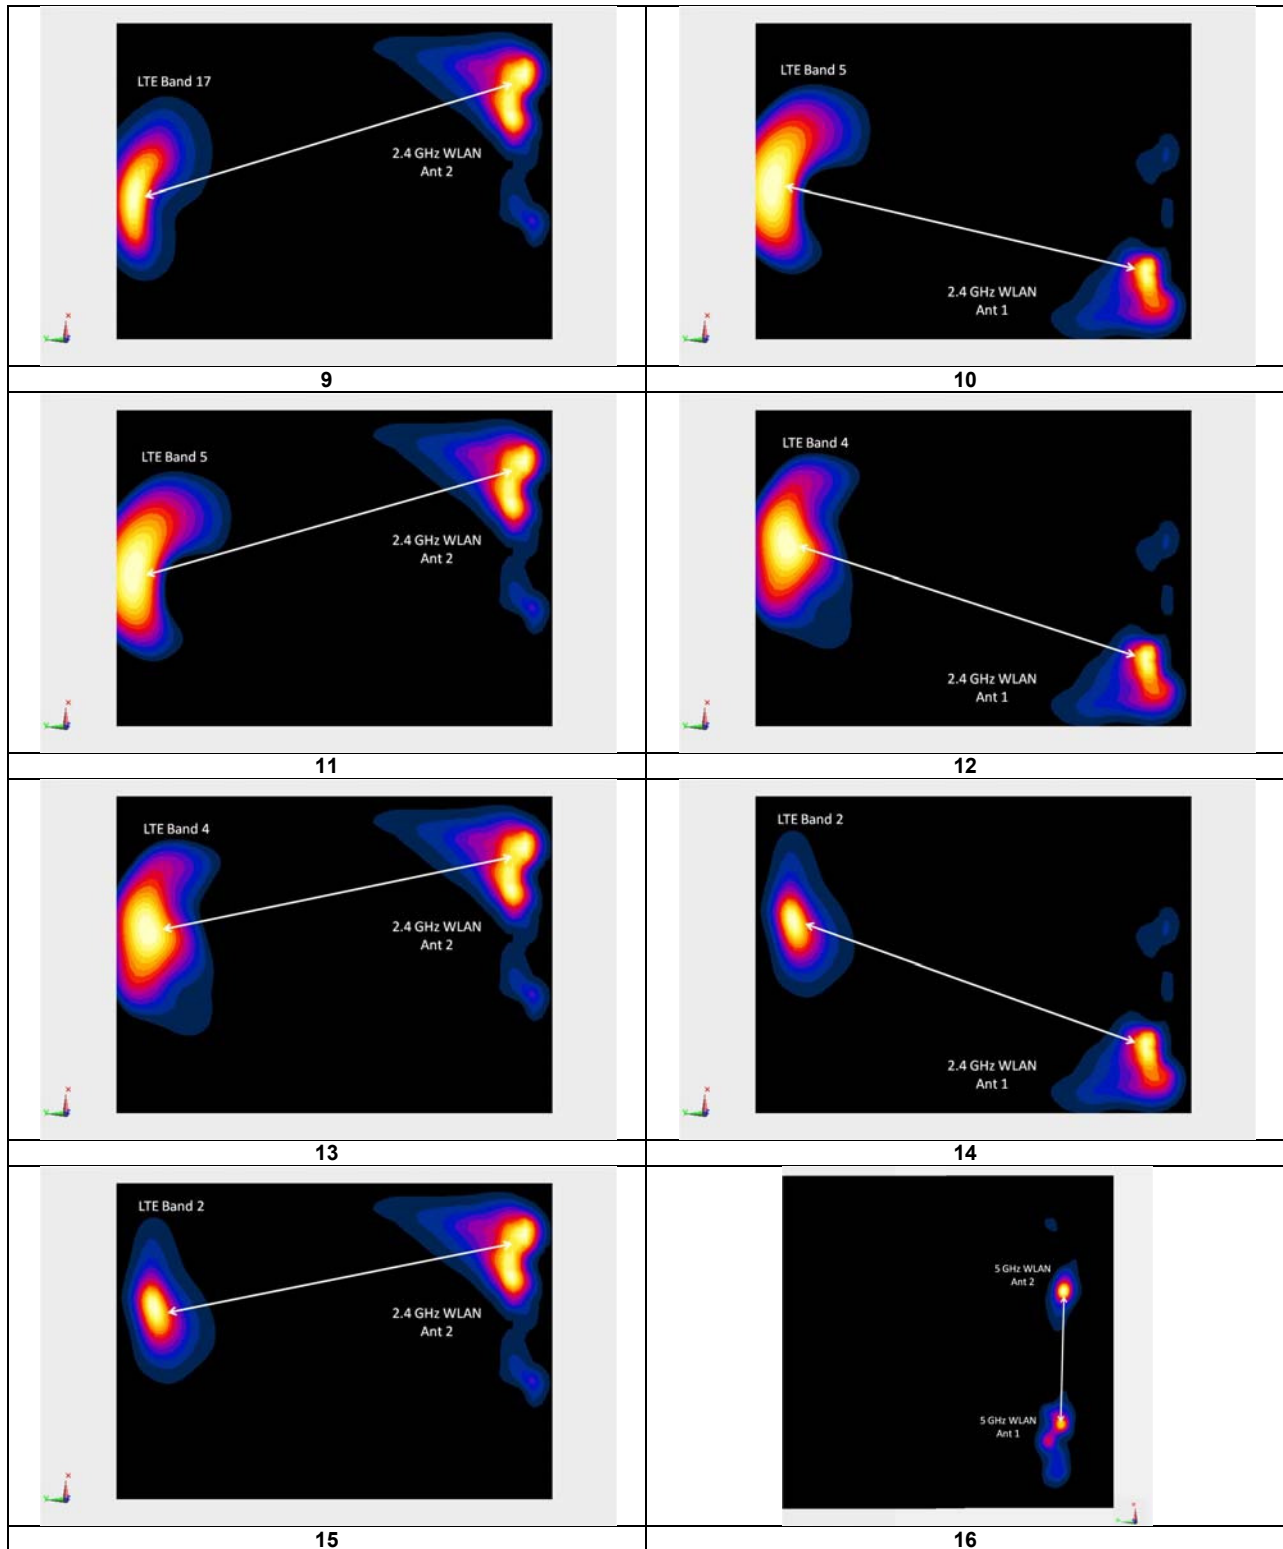 LTE Band 17
2.4 GHz WLAN
Ant 2
LTE Band 5
2.4 GHz WLAN
Ant 1
9
10
LTE Band 5
2.4 GHz WLAN
Ant 2
LTE Band 4
2.4 GHz WLAN
Ant 1
11
12
LTE Band 4
2.4 GHz WLAN
Ant 2
LTE Band 2
2.4 GHz WLAN
Ant 1
13
14
LTE Band 2
2.4 GHz WLAN
Ant 2
5 GHz WLAN
Ant 2
5 GHz WLAN
Ant 1
15
16